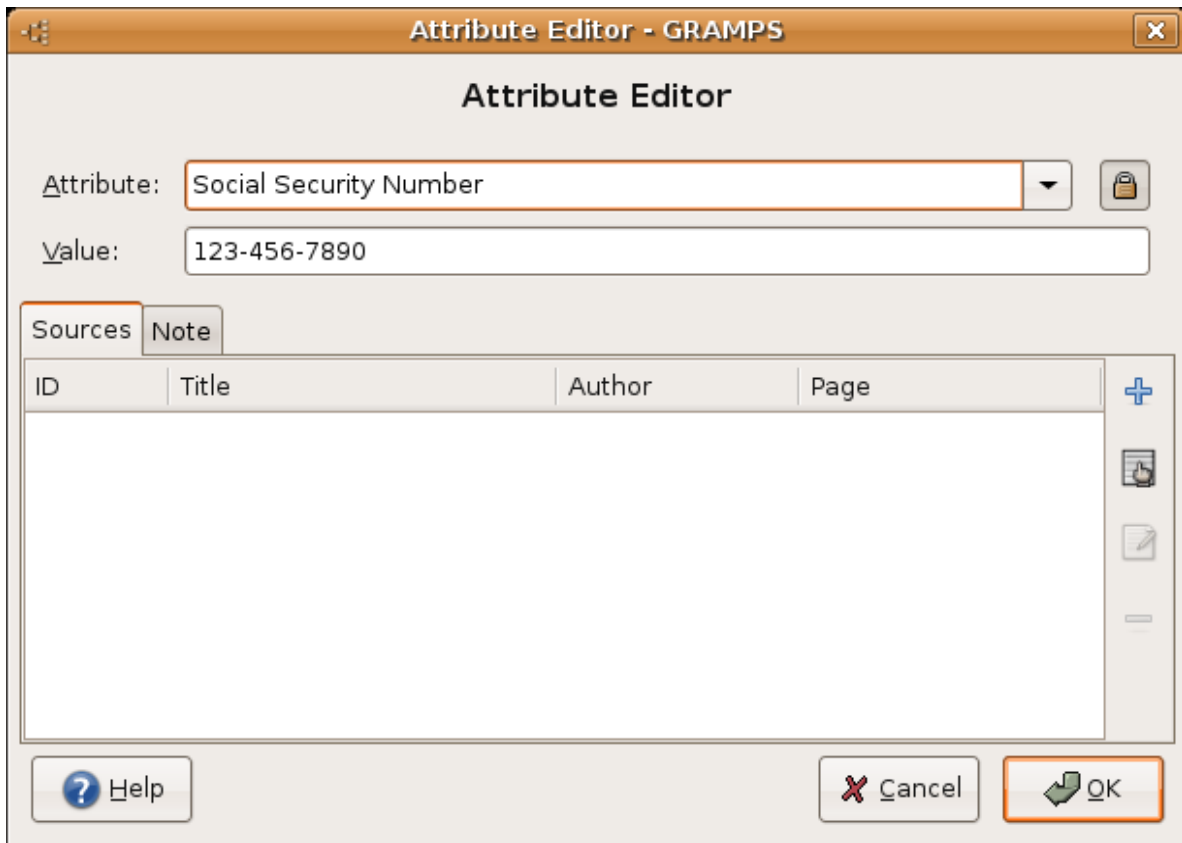 Attribute Editor - GRAMPS
Attribute Editor
Attribute: Social Security Number
Value: 123-456-7890
Sources Note
ID Title Author Page
Help Cancel OK